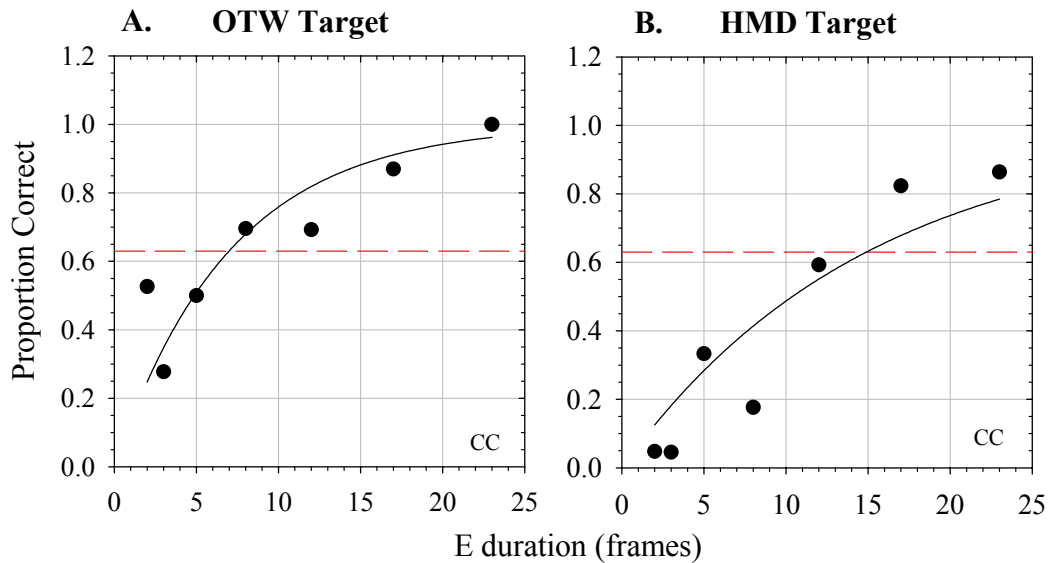 A. OTW Target
B. HMD Target
Proportion Correct
1.2
1.0
0.8
0.6
0.4
0.2
0.0
CC
0 5 10 15 20 25
1.2
1.0
0.8
0.6
0.4
0.2
0.0
CC
0 5 10 15 20 25
E duration (frames)